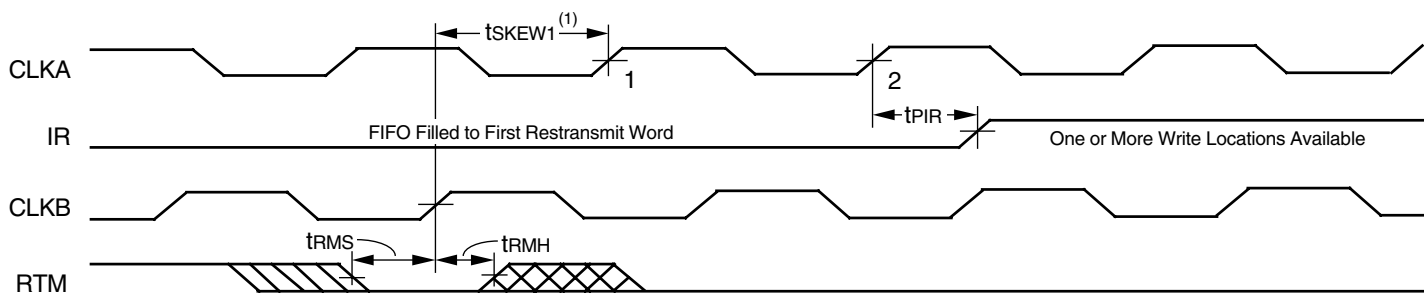 tSKEW1(1)
CLKA
1
2
tPIR
IR
FIFO Filled to First Restransmit Word
One or More Write Locations Available
CLKB
tRMS
tRMH
RTM